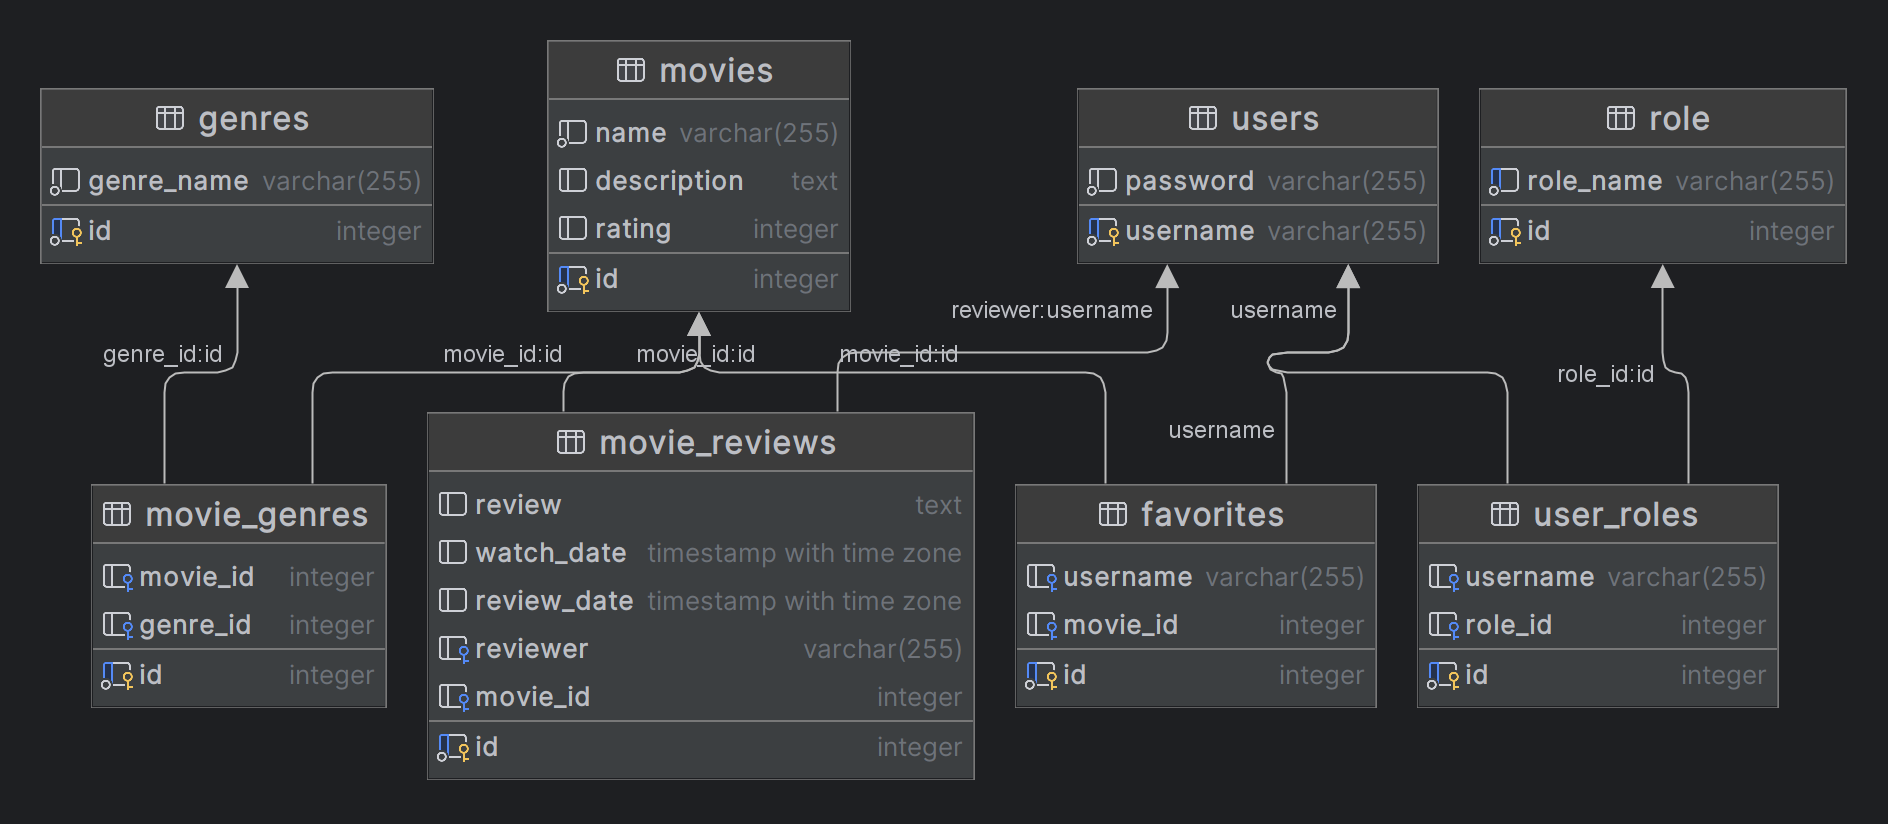 genres
genre_name varchar(255)
id integer
movies
name varchar(255)
description text
rating integer
id integer
users
password varchar(255)
username varchar(255)
role
role_name varchar(255)
id integer
genre_id:id
movie_id:id
movie_id:id
movie_id:id
reviewer:username
username
username
role_id:id
movie_genres
movie_id integer
genre_id integer
id integer
movie_reviews
review text
watch_date timestamp with time zone
review_date timestamp with time zone
reviewer varchar(255)
movie_id integer
id integer
favorites
username varchar(255)
movie_id integer
id integer
user_roles
username varchar(255)
role_id integer
id integer